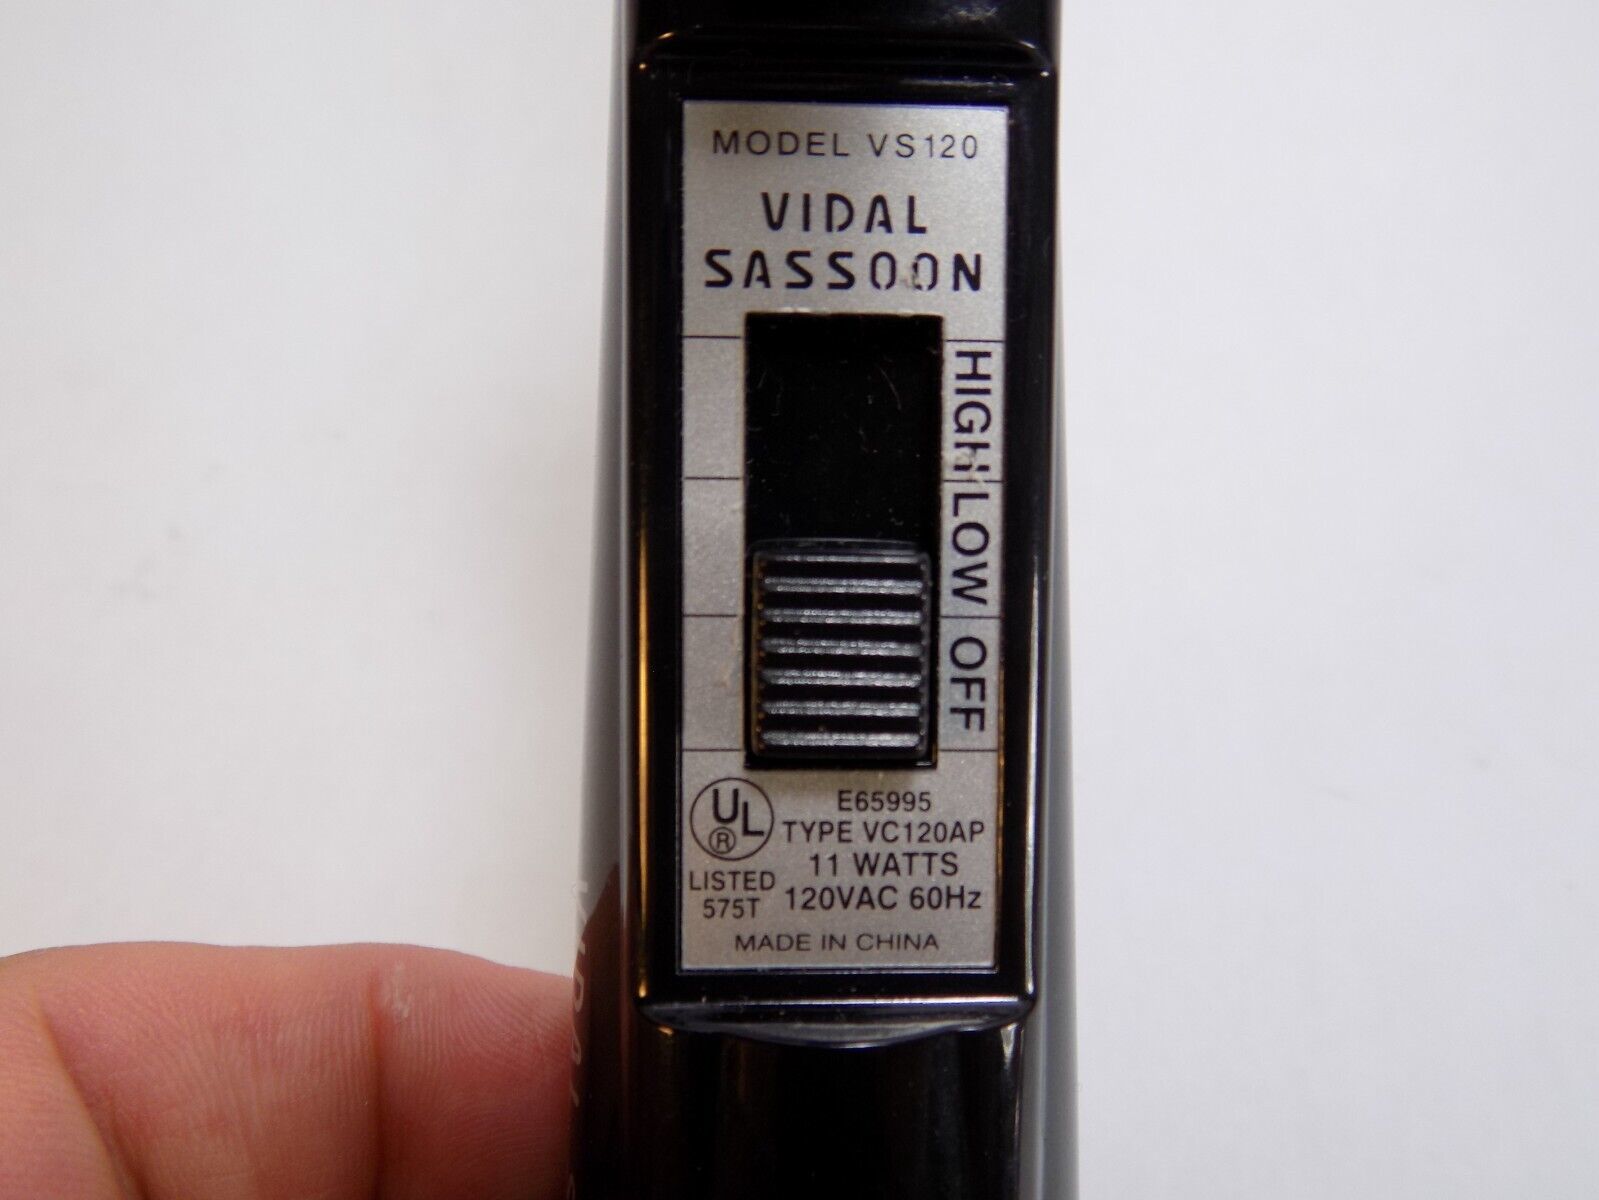 MODEL VS120
VIDAL
SASSOON
HIGH
LOW
OFF
UL
®
LISTED
575T
E65995
TYPE VC120AP
11 WATTS
120VAC 60Hz
MADE IN CHINA